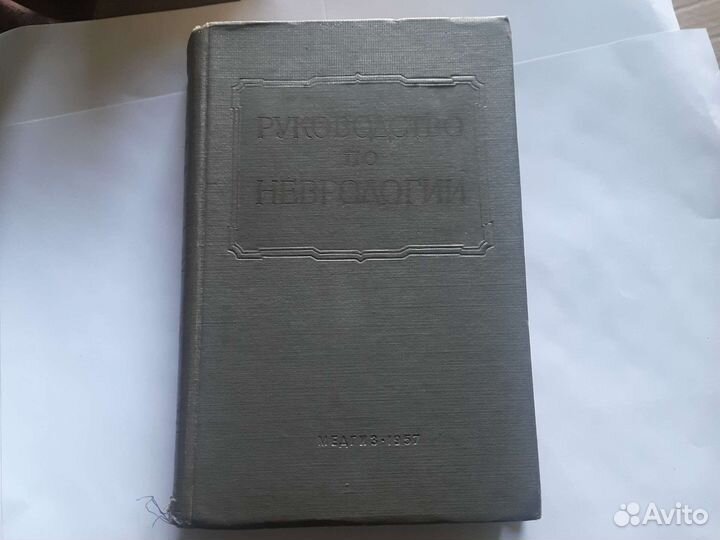 РУКОВОДСТВО
ПО
НЕВРОЛОГИИ
МЕДГИЗ·1957
Avito